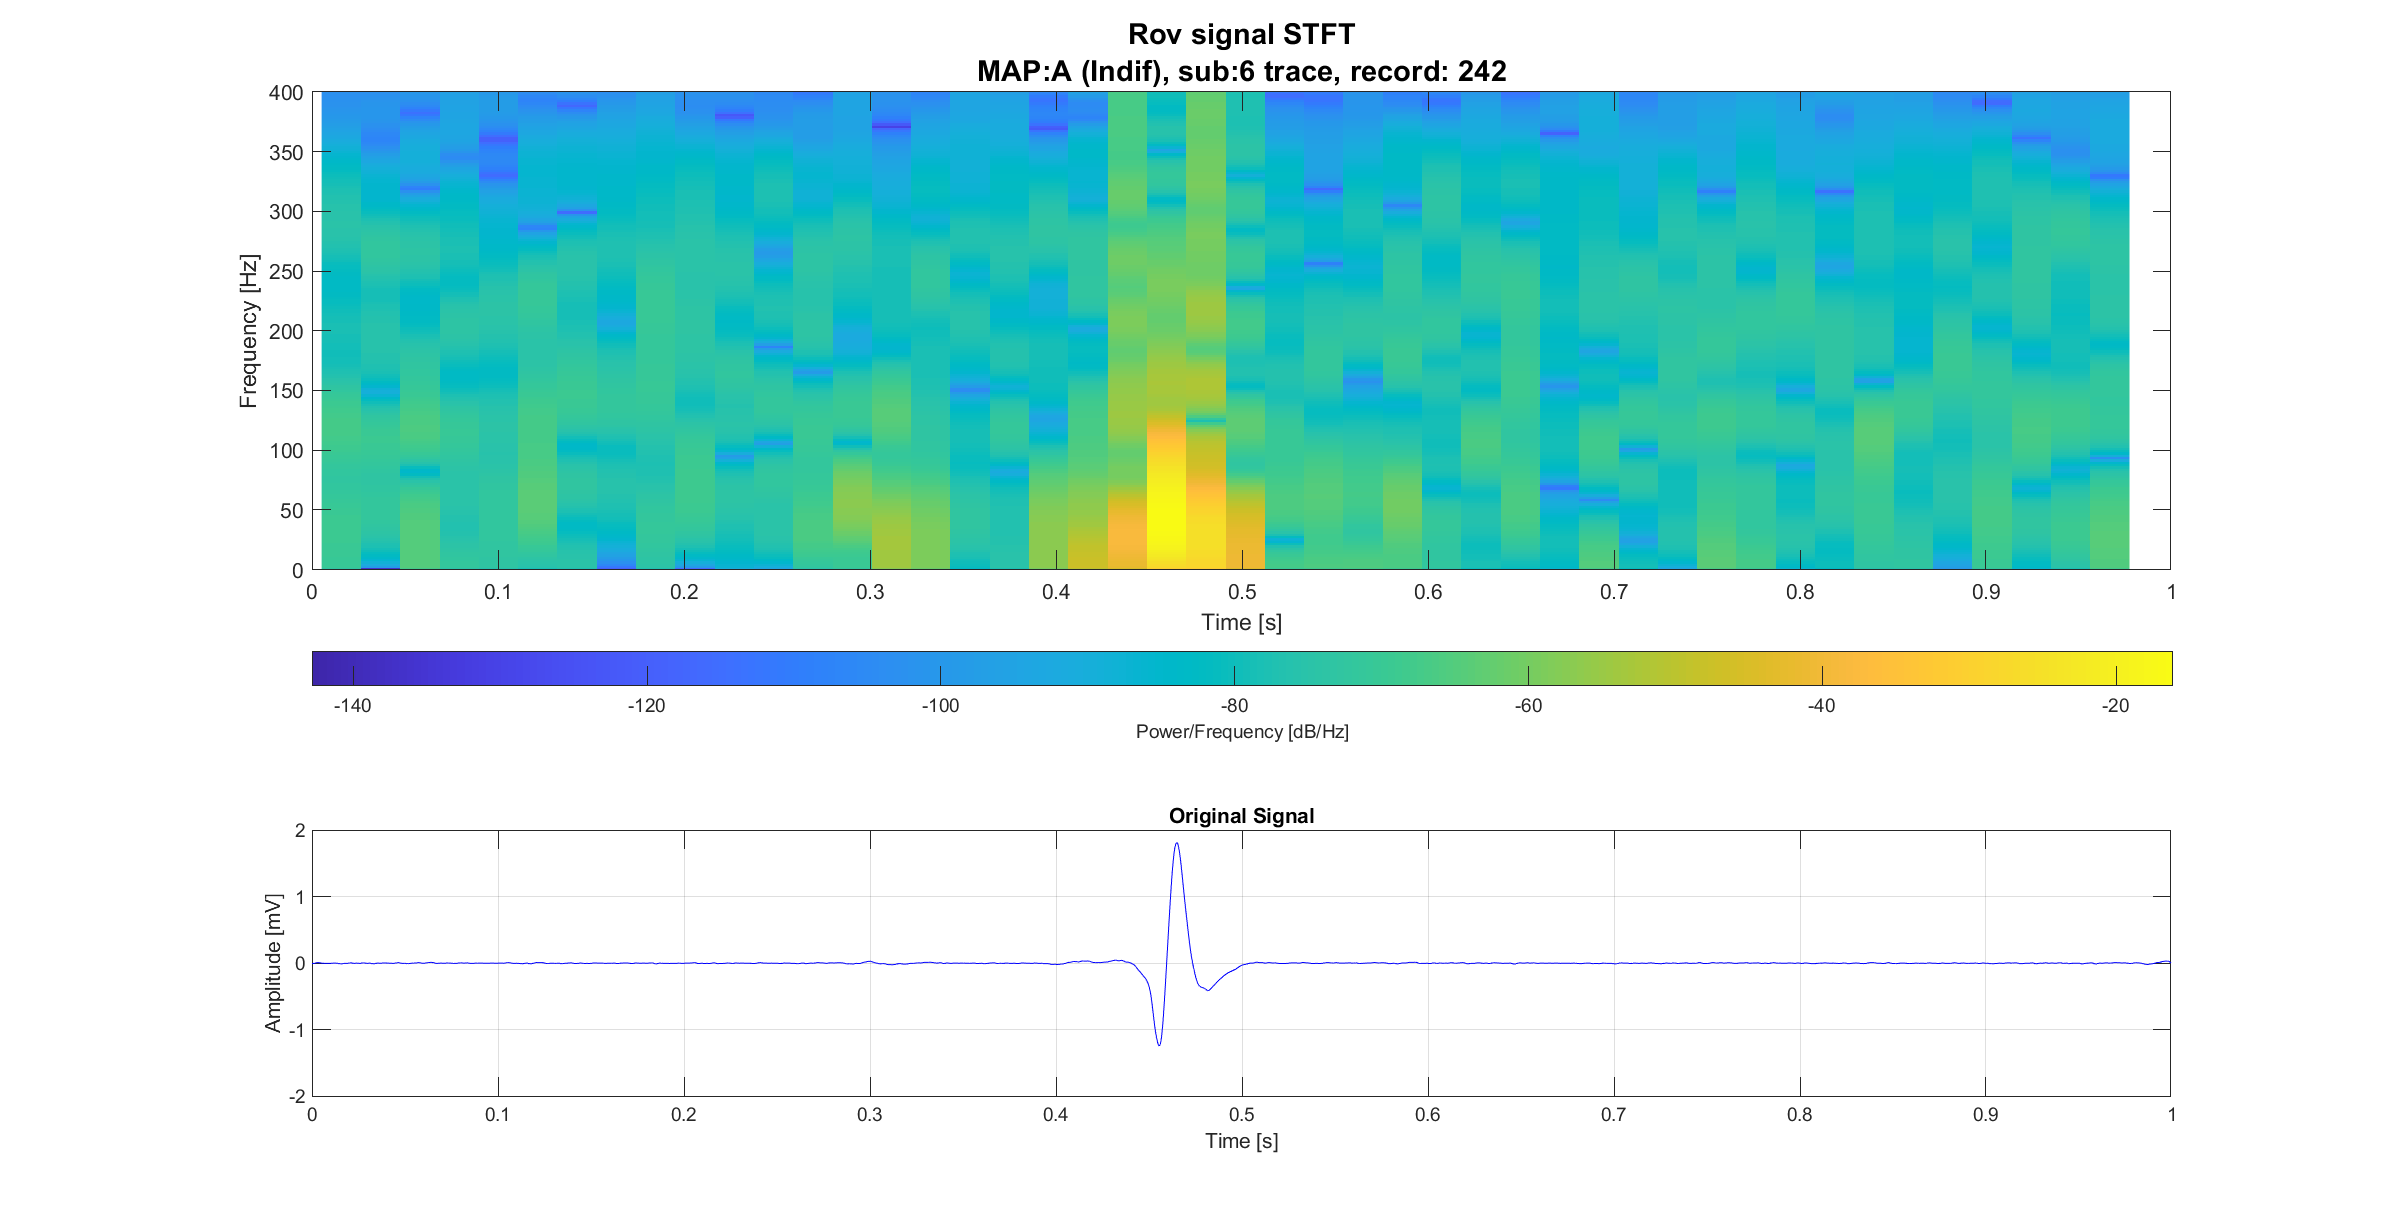 Rov signal STFT
MAP:A (Indif), sub:6 trace, record: 242
400
350
300
250
200
150
100
50
0
Frequency [Hz]
0 0.1 0.2 0.3 0.4 0.5 0.6 0.7 0.8 0.9 1
Time [s]
-140 -120 -100 -80 -60 -40 -20
Power/Frequency [dB/Hz]
Original Signal
2
1
0
-1
-2
Amplitude [mV]
0 0.1 0.2 0.3 0.4 0.5 0.6 0.7 0.8 0.9 1
Time [s]